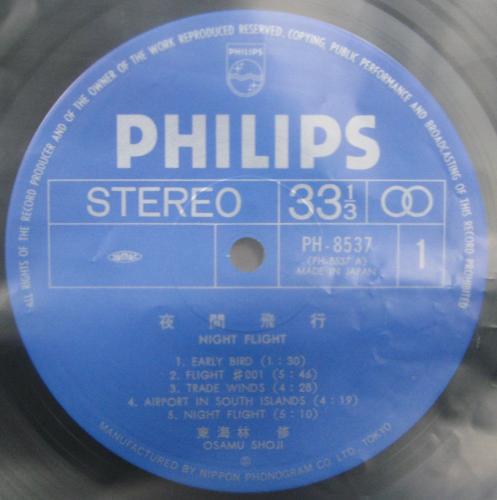 ALL RIGHTS OF THE RECORD PRODUCER AND OF THE OWNER OF THE WORK REPRODUCED RESERVED, COPYING, PUBLIC PERFORMANCE AND BROADCASTING OF THIS RECORD PROHIBITED
PHILIPS
PHILIPS
STEREO 33 1/3
PH-8537 1
(PH-8537 A)
MADE IN JAPAN
夜間飛行
NIGHT FLIGHT
1. EARLY BIRD (1:30)
2. FLIGHT #001 (5:46)
3. TRADE WINDS (4:28)
4. AIRPORT IN SOUTH ISLANDS (4:19)
5. NIGHT FLIGHT (5:10)
東海林 修
OSAMU SHOJI
Ⓟ
MANUFACTURED BY NIPPON PHONOGRAM CO. LTD., TOKYO